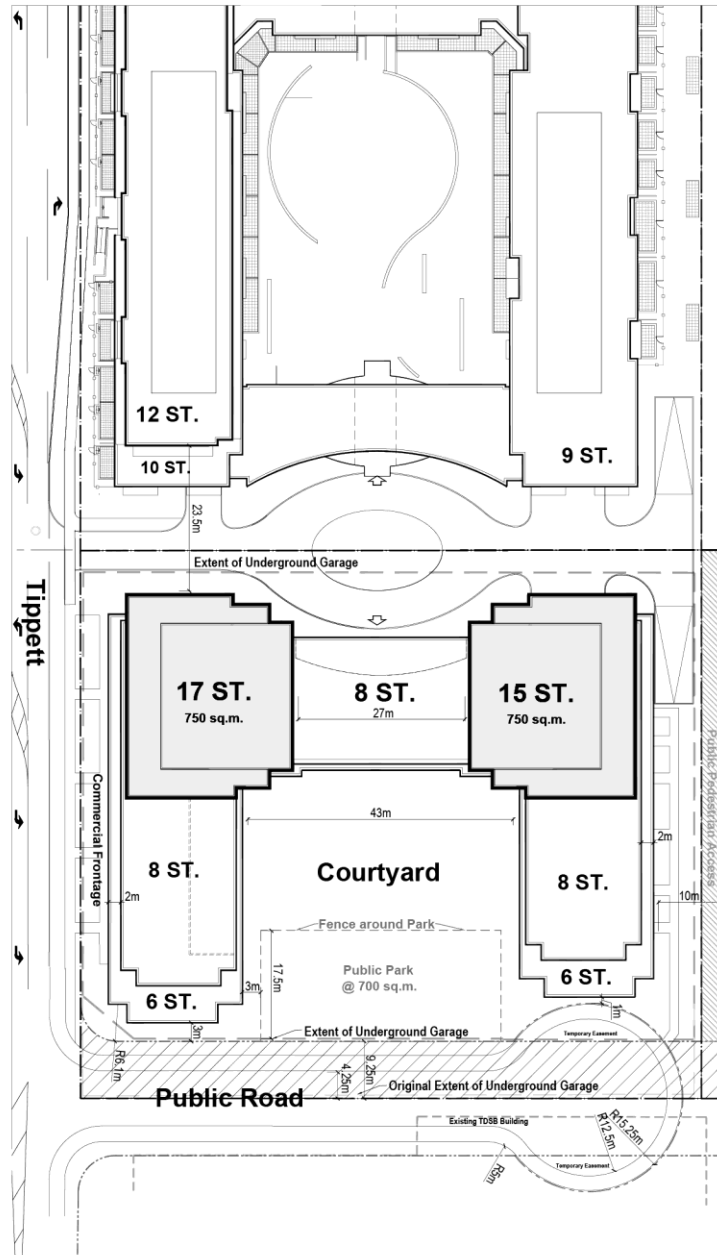 12 ST.
10 ST.
9 ST.
23.5m
Extent of Underground Garage
Tippett
17 ST.
750 sq.m.
8 ST.
27m
15 ST.
750 sq.m.
Public Pedestrian Access
Commercial Frontage
43m
2m
8 ST.
2m
Courtyard
8 ST.
10m
Fence around Park
17.5m
Public Park
@ 700 sq.m.
3m
6 ST.
6 ST.
3m
1m
Extent of Underground Garage
Temporary Easement
R6.1m
9.25m
4.25m
Original Extent of Underground Garage
Public Road
Existing TDSB Building
R15.25m
R12.5m
R5m
Temporary Easement